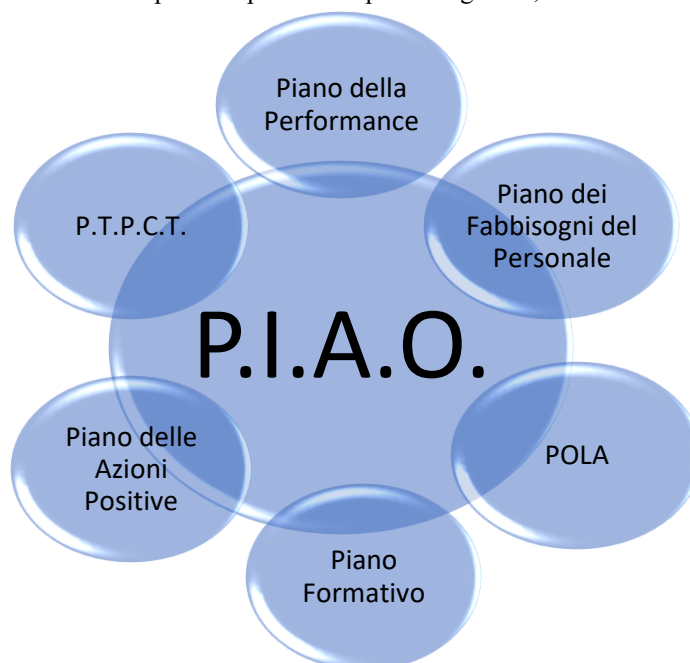 Piano della
Performance
P.T.P.C.T.
Piano dei
Fabbisogni del
Personale
P.I.A.O.
Piano delle
Azioni
Positive
POLA
Piano
Formativo